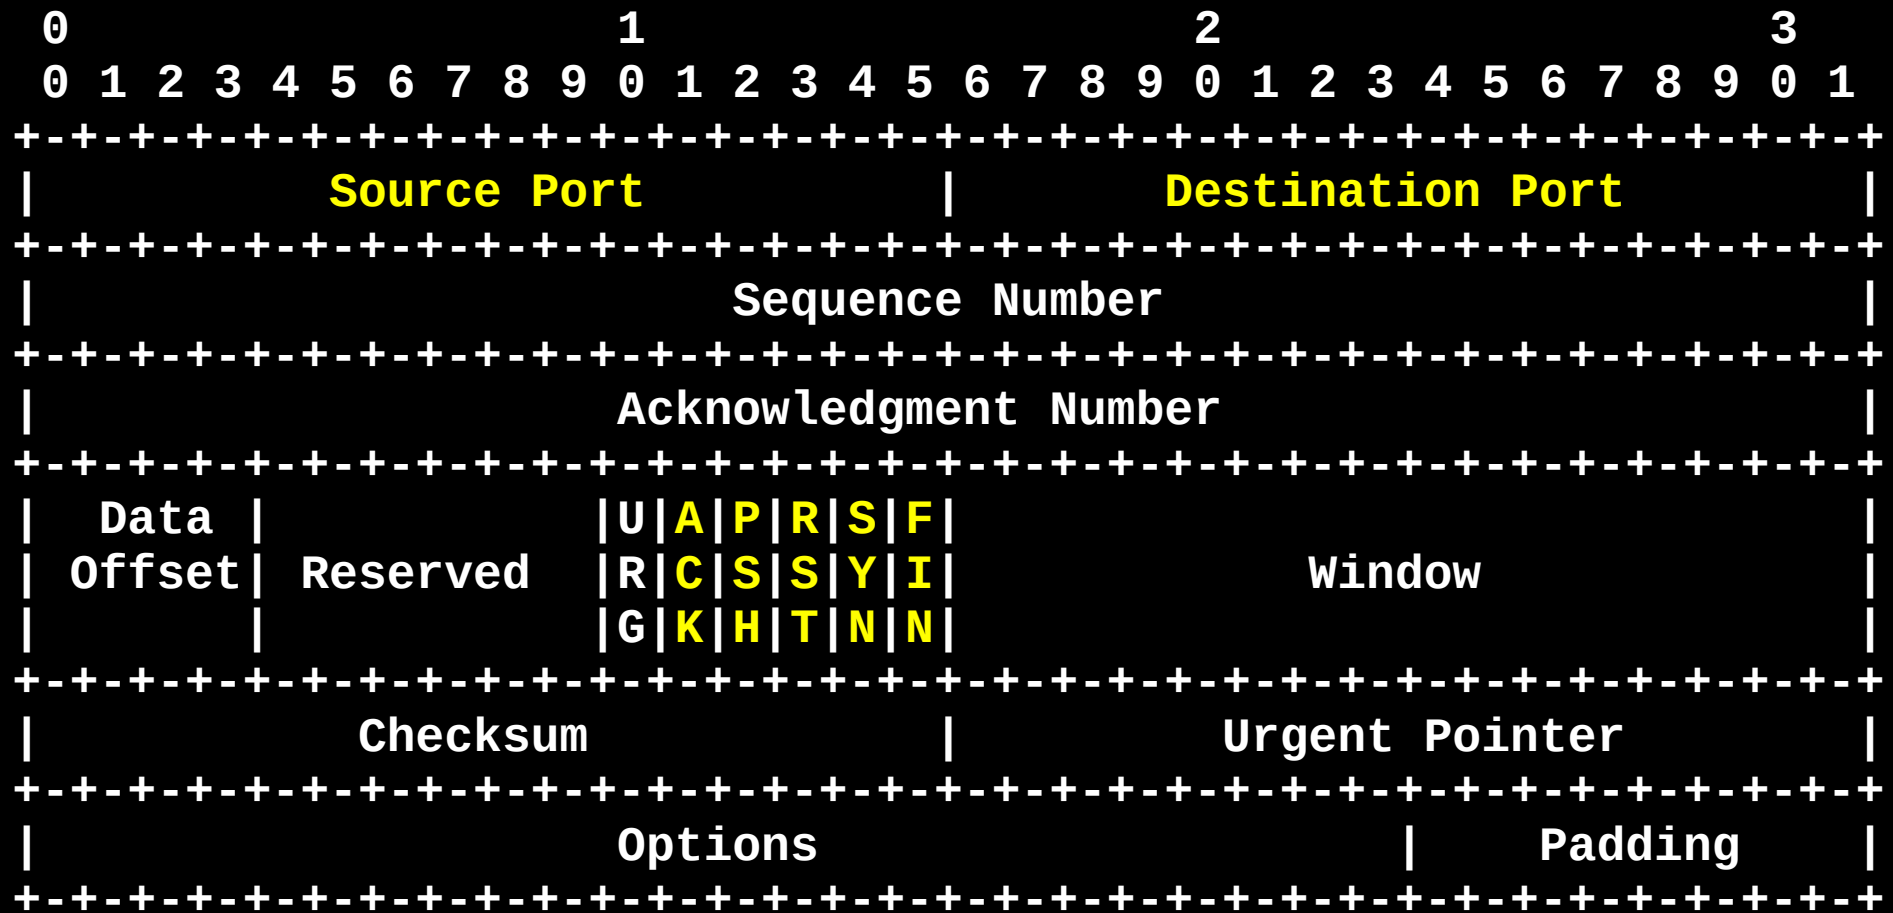 0                   1                   2                   3
 0 1 2 3 4 5 6 7 8 9 0 1 2 3 4 5 6 7 8 9 0 1 2 3 4 5 6 7 8 9 0 1
+-+-+-+-+-+-+-+-+-+-+-+-+-+-+-+-+-+-+-+-+-+-+-+-+-+-+-+-+-+-+-+-+
|          Source Port          |       Destination Port        |
+-+-+-+-+-+-+-+-+-+-+-+-+-+-+-+-+-+-+-+-+-+-+-+-+-+-+-+-+-+-+-+-+
|                        Sequence Number                        |
+-+-+-+-+-+-+-+-+-+-+-+-+-+-+-+-+-+-+-+-+-+-+-+-+-+-+-+-+-+-+-+-+
|                    Acknowledgment Number                      |
+-+-+-+-+-+-+-+-+-+-+-+-+-+-+-+-+-+-+-+-+-+-+-+-+-+-+-+-+-+-+-+-+
|  Data |           |U|A|P|R|S|F|                               |
| Offset| Reserved  |R|C|S|S|Y|I|            Window             |
|       |           |G|K|H|T|N|N|                               |
+-+-+-+-+-+-+-+-+-+-+-+-+-+-+-+-+-+-+-+-+-+-+-+-+-+-+-+-+-+-+-+-+
|           Checksum            |         Urgent Pointer        |
+-+-+-+-+-+-+-+-+-+-+-+-+-+-+-+-+-+-+-+-+-+-+-+-+-+-+-+-+-+-+-+-+
|                    Options                    |    Padding    |
+-+-+-+-+-+-+-+-+-+-+-+-+-+-+-+-+-+-+-+-+-+-+-+-+-+-+-+-+-+-+-+-+